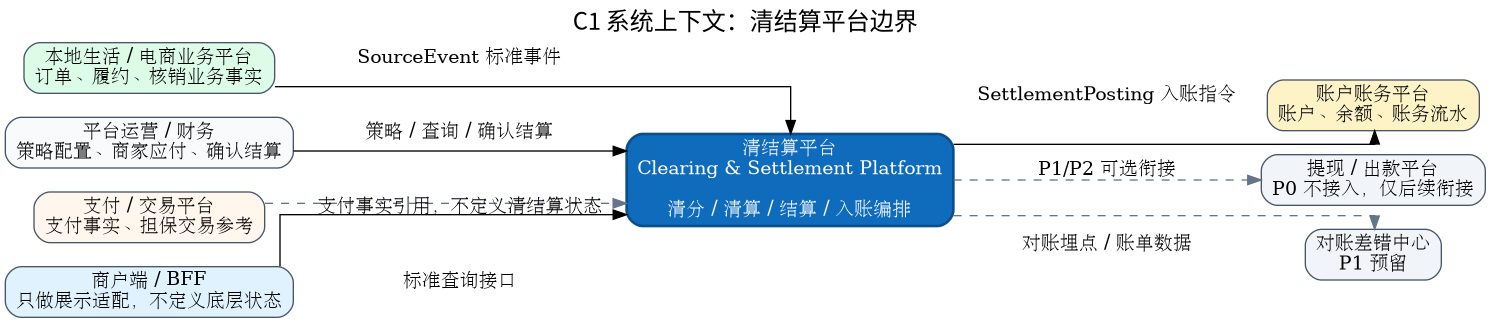 C1 系统上下文：清结算平台边界
本地生活 / 电商业务平台
订单、履约、核销业务事实
SourceEvent 标准事件
平台运营 / 财务
策略配置、商家应付、确认结算
策略 / 查询 / 确认结算
支付 / 交易平台
支付事实、担保交易参考
支付事实引用，不定义清结算状态
商户端 / BFF
只做展示适配，不定义底层状态
标准查询接口
清结算平台
Clearing & Settlement Platform
清分 / 清算 / 结算 / 入账编排
SettlementPosting 入账指令
账户账务平台
账户、余额、账务流水
P1/P2 可选衔接
提现 / 出款平台
P0 不接入，仅后续衔接
对账埋点 / 账单数据
对账差错中心
P1 预留